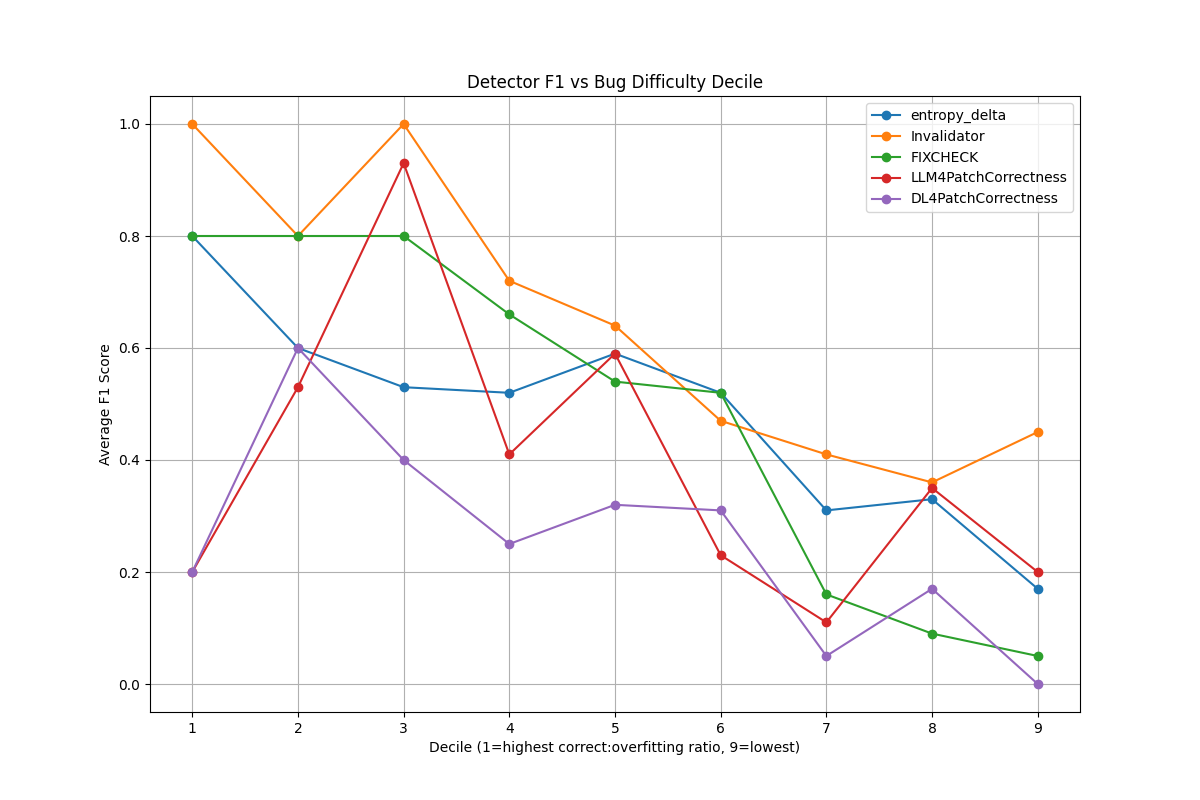 Detector F1 vs Bug Difficulty Decile
entropy_delta
Invalidator
FIXCHECK
LLM4PatchCorrectness
DL4PatchCorrectness
Average F1 Score
1.0
0.8
0.6
0.4
0.2
0.0
1 2 3 4 5 6 7 8 9
Decile (1=highest correct:overfitting ratio, 9=lowest)